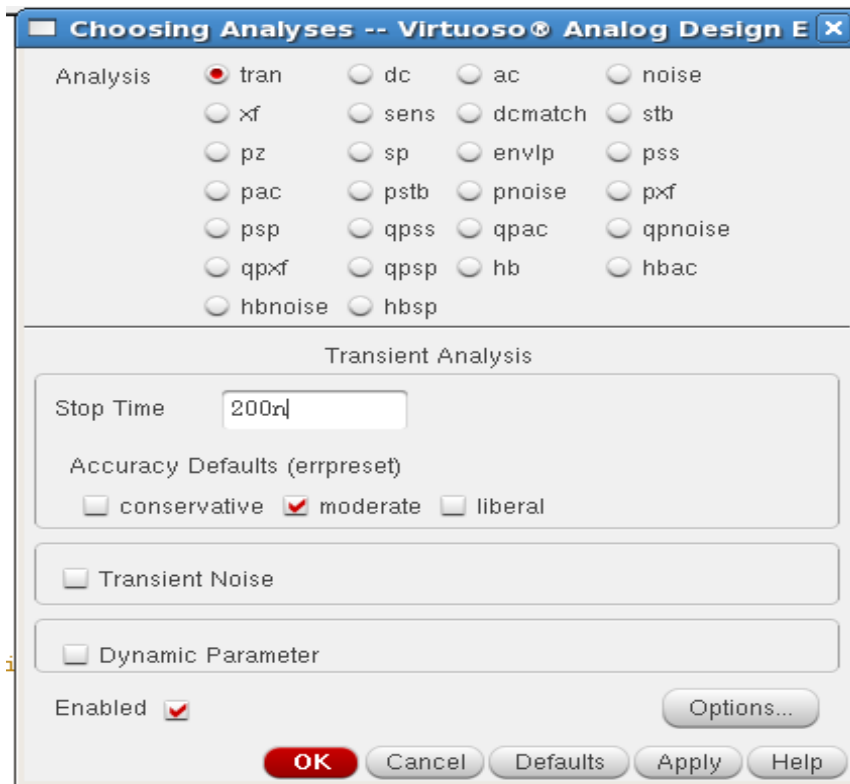 Choosing Analyses -- Virtuoso® Analog Design E
Analysis tran dc ac noise
xf sens dcmatch stb
pz sp envlp pss
pac pstb pnoise pxf
psp qpss qpac qpnoise
qpxf qpsp hb hbac
hbnoise hbsp
Transient Analysis
Stop Time 200n
Accuracy Defaults (errpreset)
conservative moderate liberal
Transient Noise
Dynamic Parameter
Enabled Options...
OK Cancel Defaults Apply Help